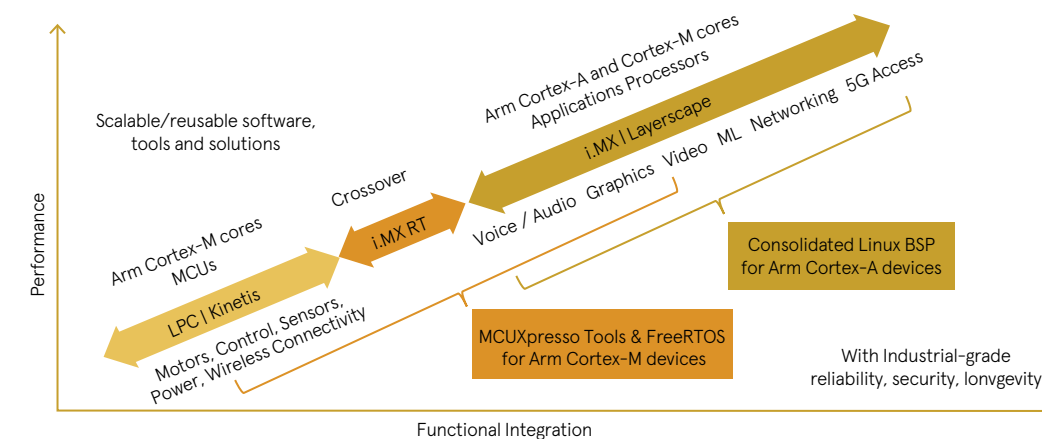 Performance
Scalable/reusable software,
tools and solutions
Arm Cortex-A and Cortex-M cores
Applications Processors
i.MX | Layerscape
Voice / Audio Graphics Video ML Networking 5G Access
Crossover
i.MX RT
Arm Cortex-M cores
MCUs
LPC | Kinetis
Motors, Control, Sensors,
Power, Wireless Connectivity
Consolidated Linux BSP
for Arm Cortex-A devices
MCUXpresso Tools & FreeRTOS
for Arm Cortex-M devices
With Industrial-grade
reliability, security, lonvgevity
Functional Integration